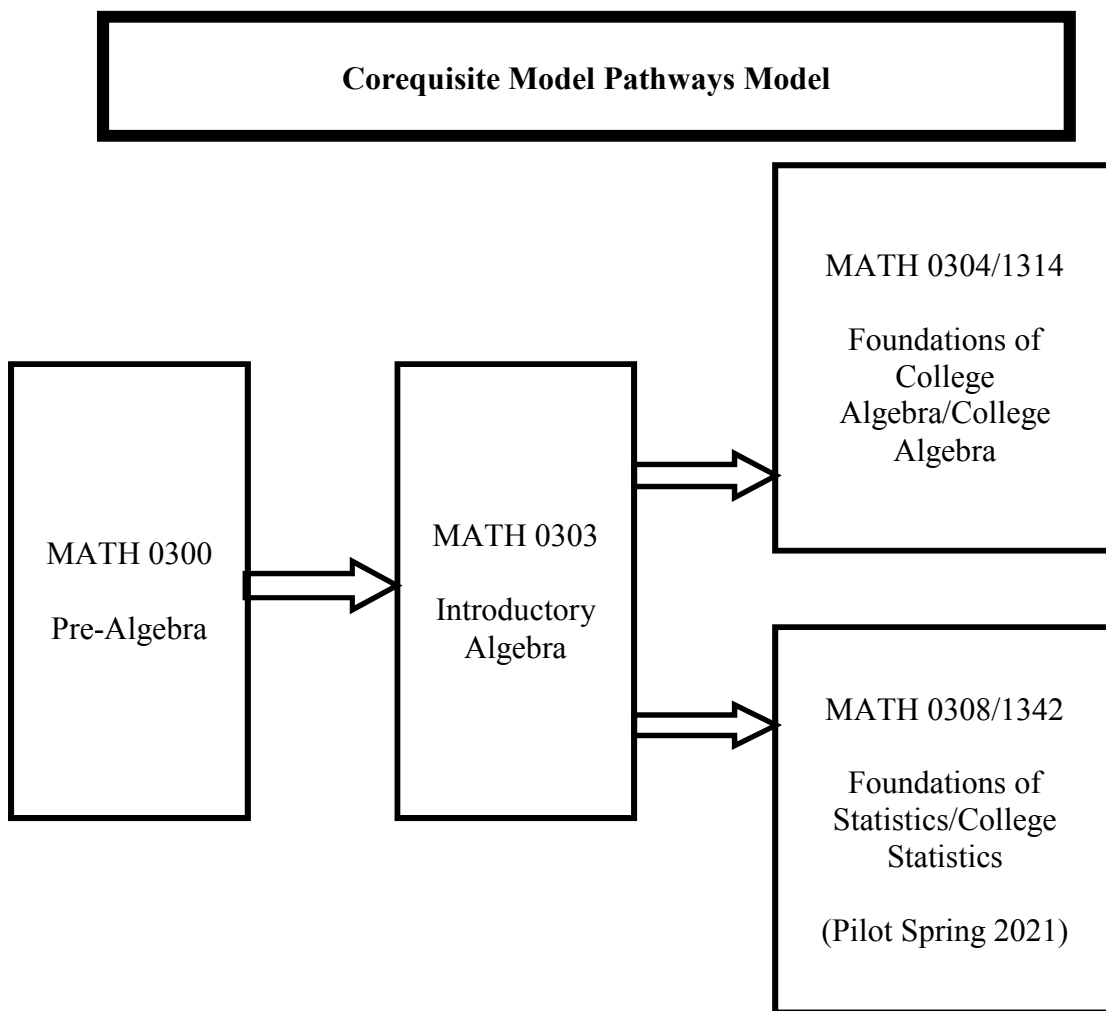 Corequisite Model Pathways Model
MATH 0300
Pre-Algebra
MATH 0303
Introductory
Algebra
MATH 0304/1314
Foundations of
College
Algebra/College
Algebra
MATH 0308/1342
Foundations of
Statistics/College
Statistics
(Pilot Spring 2021)